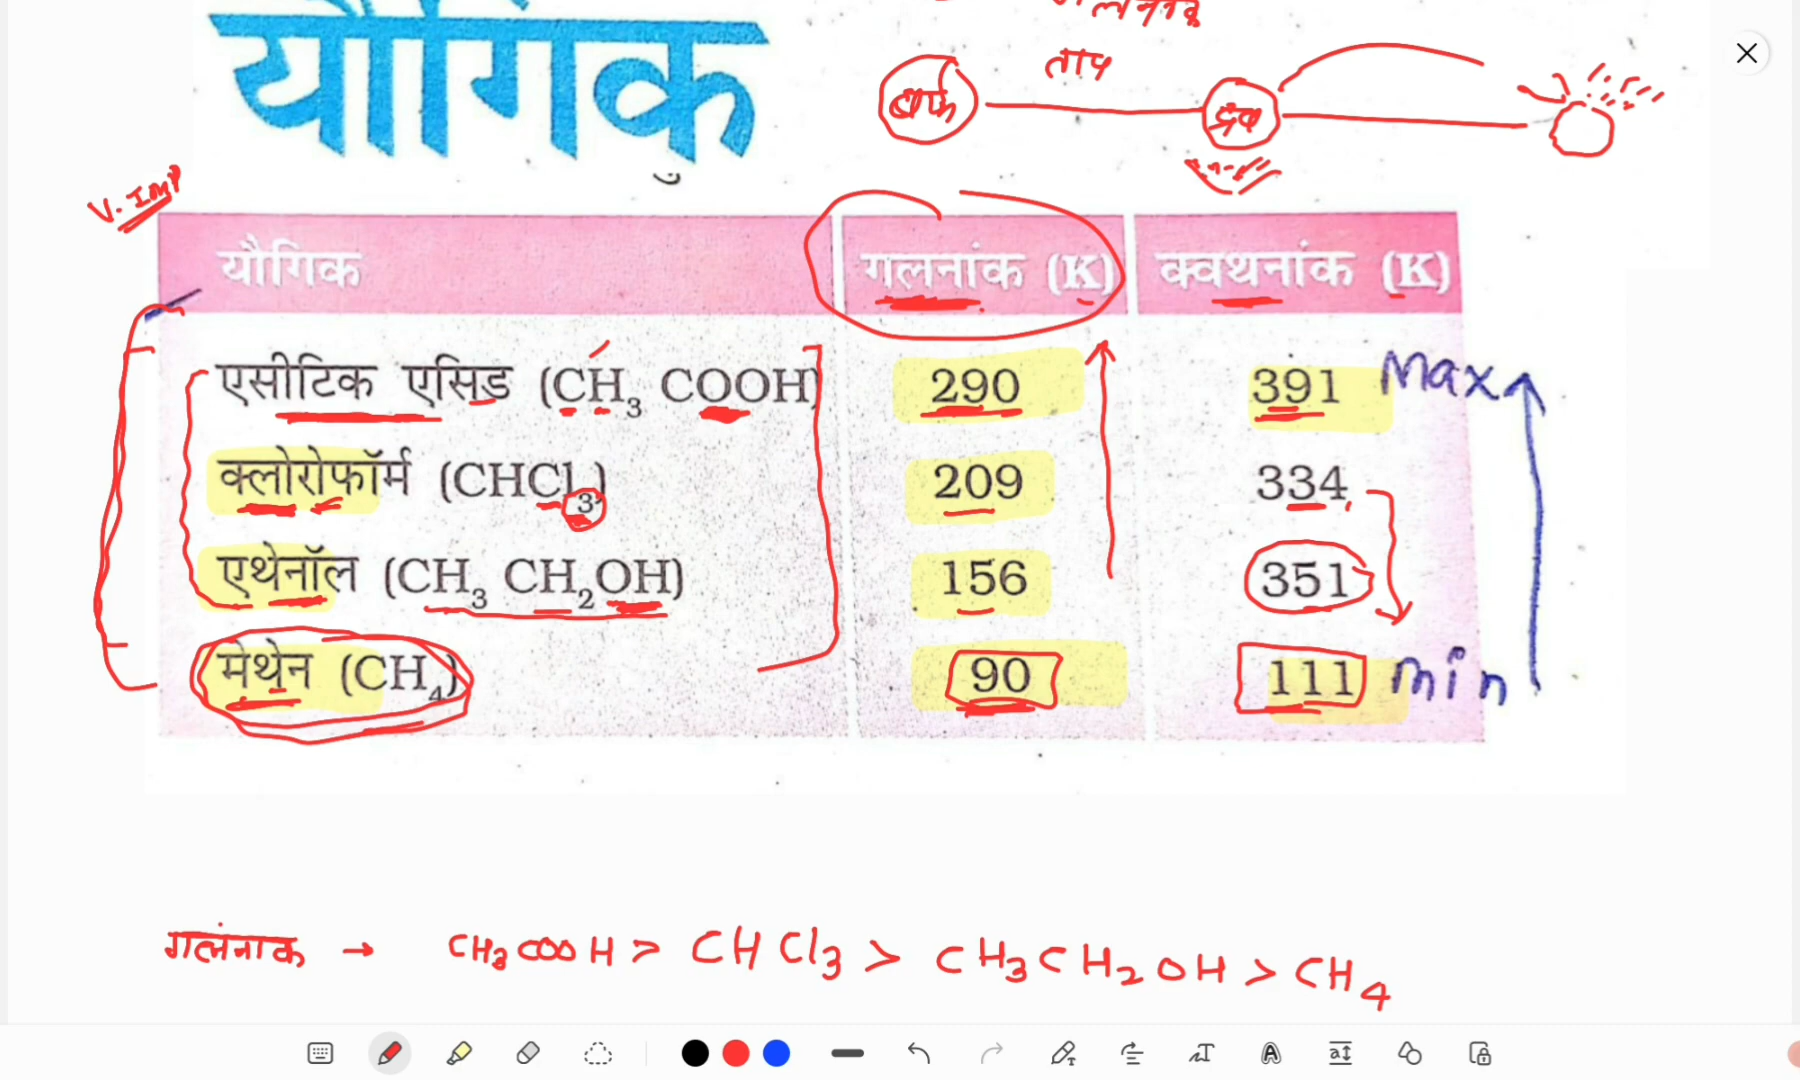 यौगिक
ताप
द्रव
V. Imp
यौगिक गलनांक (K) क्वथनांक (K)
एसीटिक एसिड (CH₃ COOH) 290 391 Max
क्लोरोफॉर्म (CHCl₃) 209 334
एथेनॉल (CH₃ CH₂OH) 156 351
मेथेन (CH₄) 90 111 min
गलंनाक → CH₃COOH > CHCl₃ > CH₃CH₂OH > CH₄